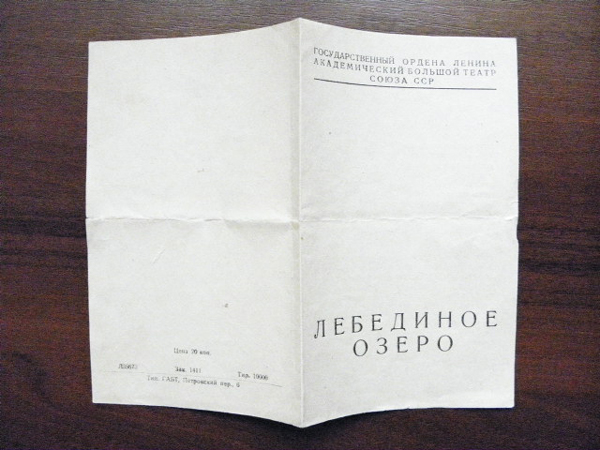 ГОСУДАРСТВЕННЫЙ ОРДЕНА ЛЕНИНА
АКАДЕМИЧЕСКИЙ БОЛЬШОЙ ТЕАТР
СОЮЗА ССР
ЛЕБЕДИНОЕ
ОЗЕРО
Цена 20 коп.
Зак. 1411
Тир. 10000
Тип. ГАБТ, Петровский пер. 6